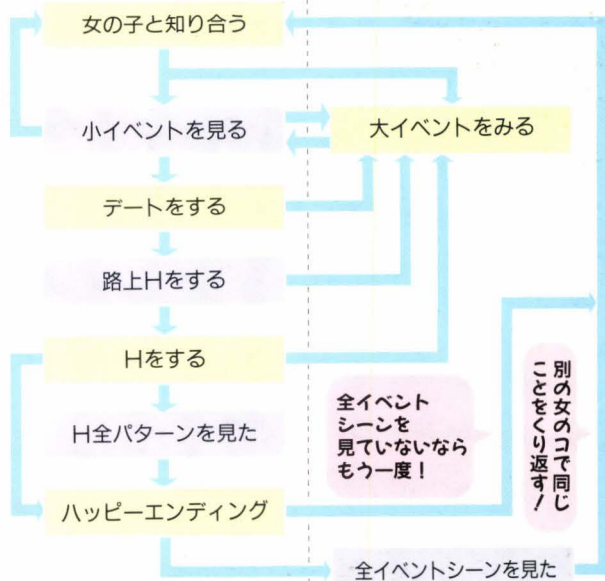 女の子と知り合う
小イベントを見る
大イベントをみる
デートをする
路上Hをする
Hをする
H全パターンを見た
ハッピーエンディング
全イベント
シーンを
見ていないなら
もう一度！
別の女のコで同じ
ことをくり返す！
全イベントシーンを見た